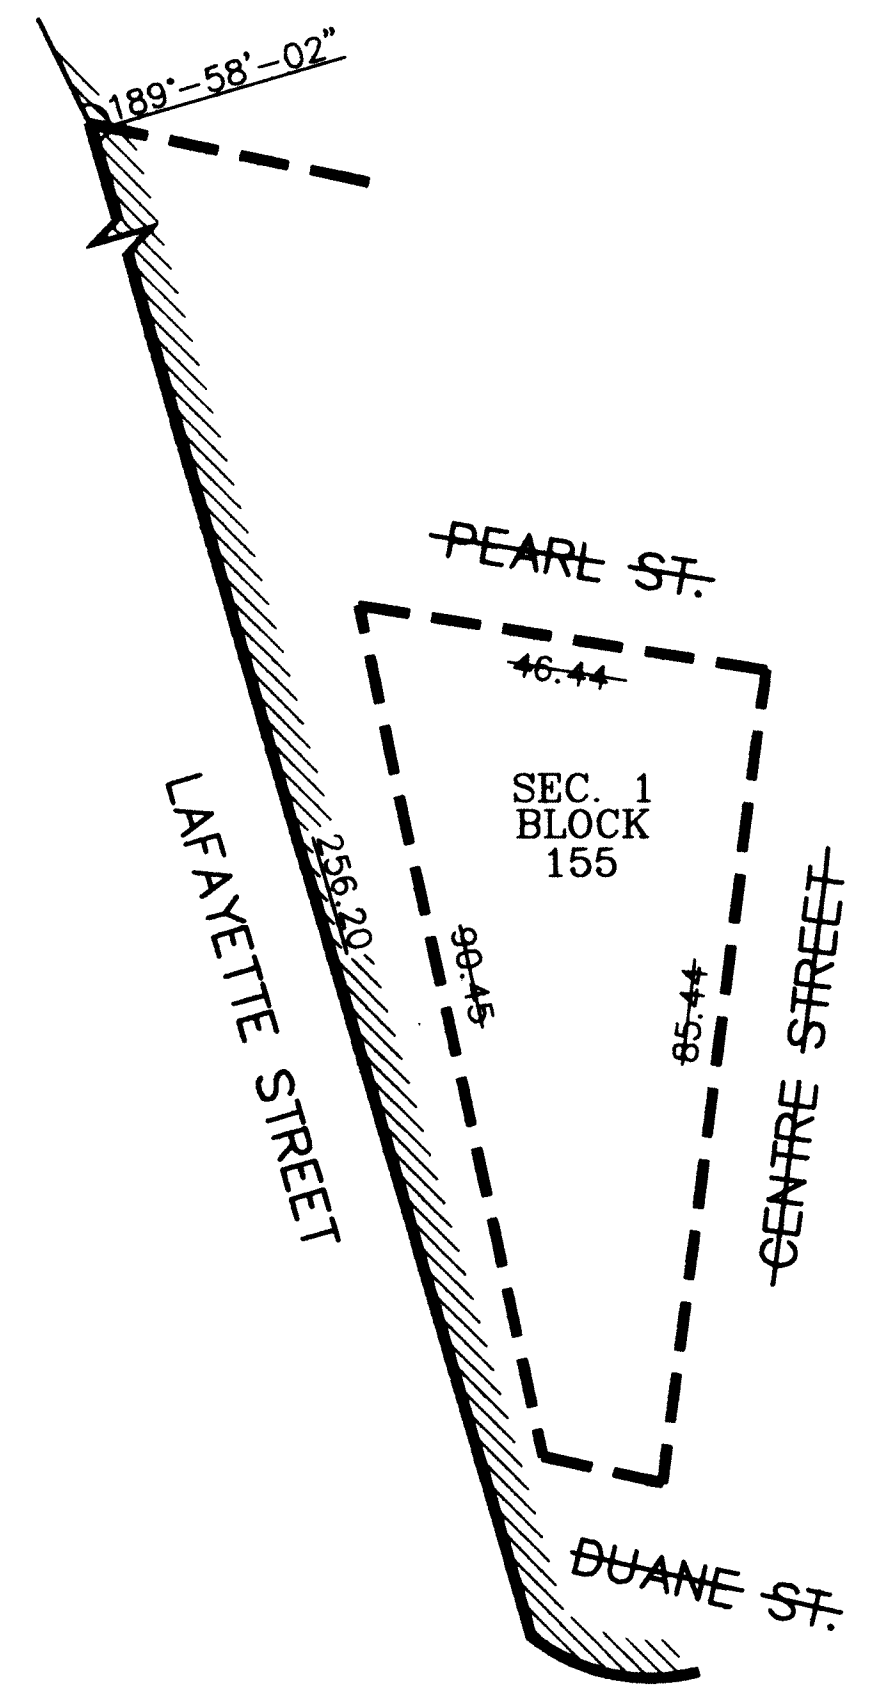 189°-58'-02"
PEARL ST.
46.44
SEC. 1
BLOCK
155
LAFAYETTE STREET
256.20
90.45
85.44
CENTRE STREET
DUANE ST.